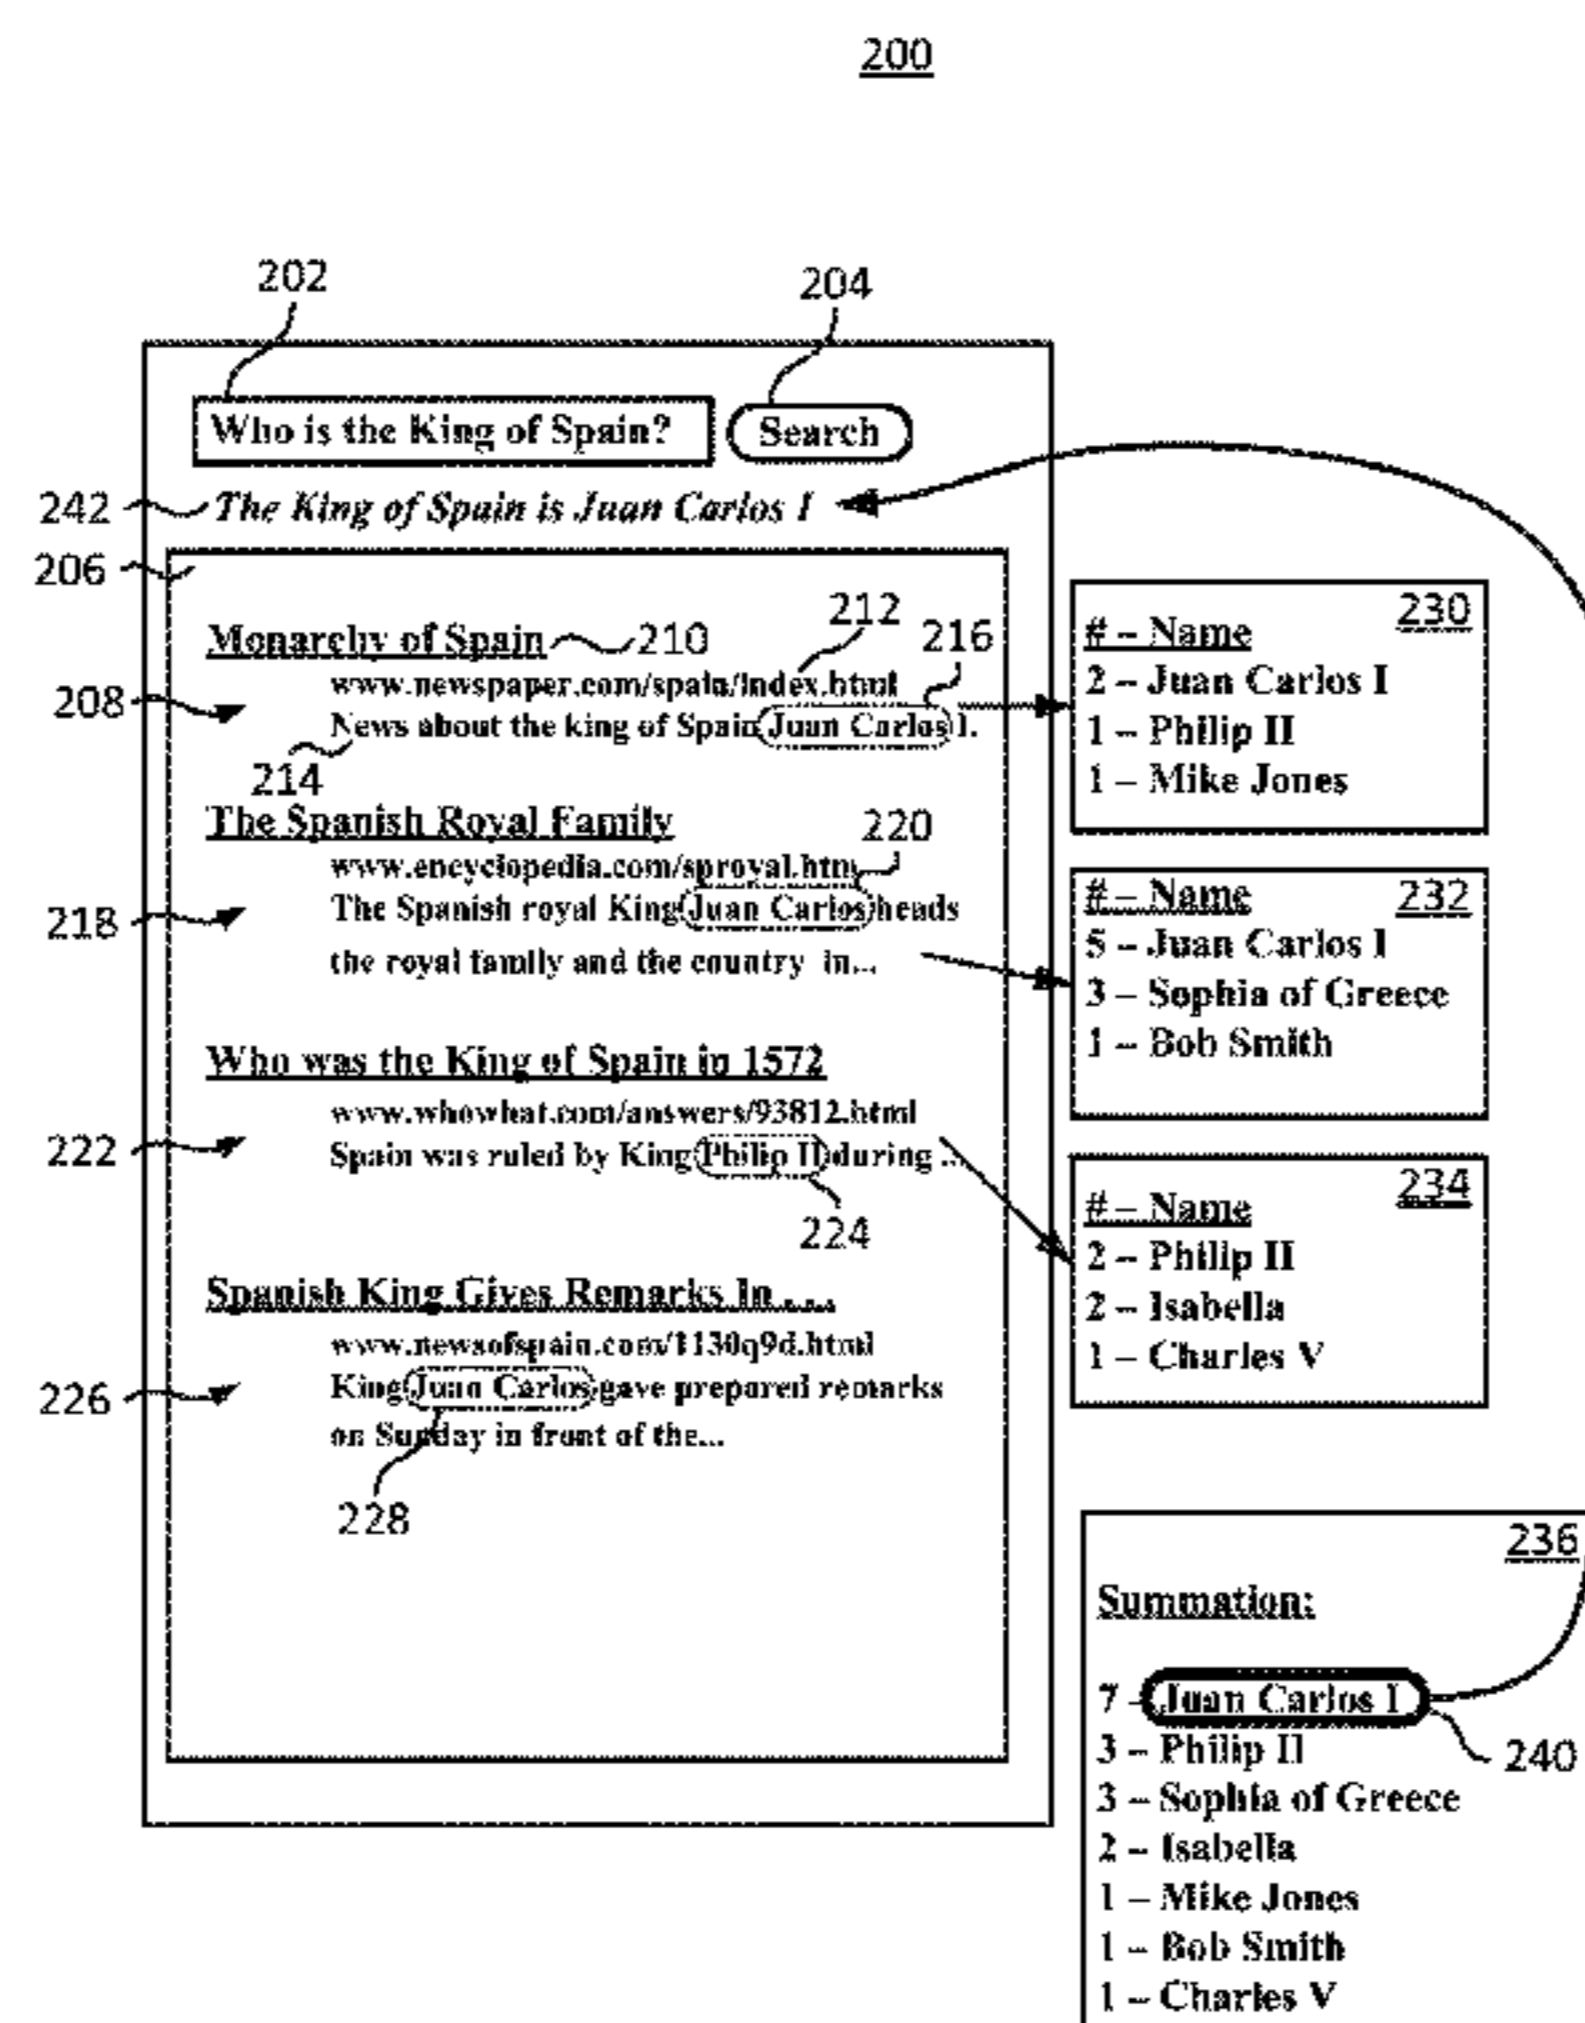 200
202
204
Who is the King of Spain?
Search
242
The King of Spain is Juan Carlos I
206
Monarchy of Spain
210
212
216
www.newspaper.com/spain/index.html
208
News about the king of Spain Juan Carlos I.
214
The Spanish Royal Family
220
www.encyclopedia.com/sproyal.htm
218
The Spanish royal King Juan Carlos heads
the royal family and the country in...
Who was the King of Spain in 1572
www.whowhat.com/answers/93812.html
222
Spain was ruled by King Philip II during ...
224
Spanish King Gives Remarks In . . .
www.newsofspain.com/1130q9d.html
226
King Juan Carlos gave prepared remarks
on Sunday in front of the...
228
230
# – Name
2 – Juan Carlos I
1 – Philip II
1 – Mike Jones
232
# – Name
5 – Juan Carlos I
3 – Sophia of Greece
1 – Bob Smith
234
# – Name
2 – Philip II
2 – Isabella
1 – Charles V
236
Summation:
7 – Juan Carlos I
240
3 – Philip II
3 – Sophia of Greece
2 – Isabella
1 – Mike Jones
1 – Bob Smith
1 – Charles V